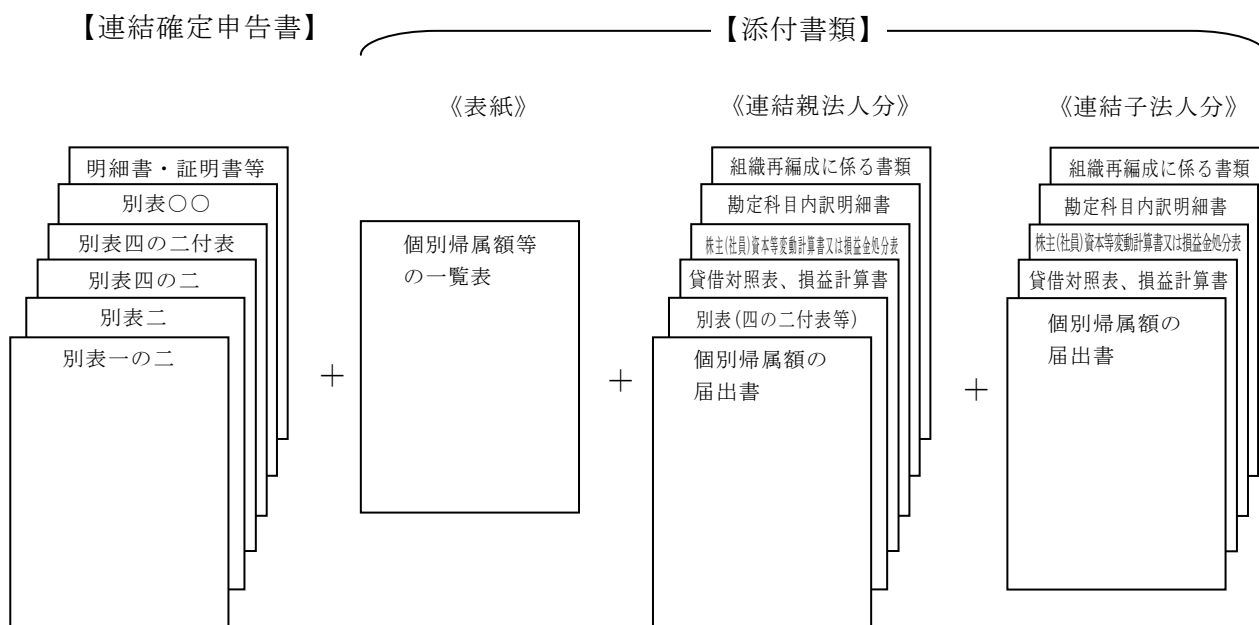 【連結確定申告書】
【添付書類】
《表紙》
《連結親法人分》
《連結子法人分》
明細書・証明書等
別表○○
別表四の二付表
別表四の二
別表二
別表一の二
+
個別帰属額等
の一覧表
+
組織再編成に係る書類
勘定科目内訳明細書
株主(社員)資本等変動計算書又は損益金処分表
貸借対照表、損益計算書
別表(四の二付表等)
個別帰属額の
届出書
+
組織再編成に係る書類
勘定科目内訳明細書
株主(社員)資本等変動計算書又は損益金処分表
貸借対照表、損益計算書
個別帰属額の
届出書